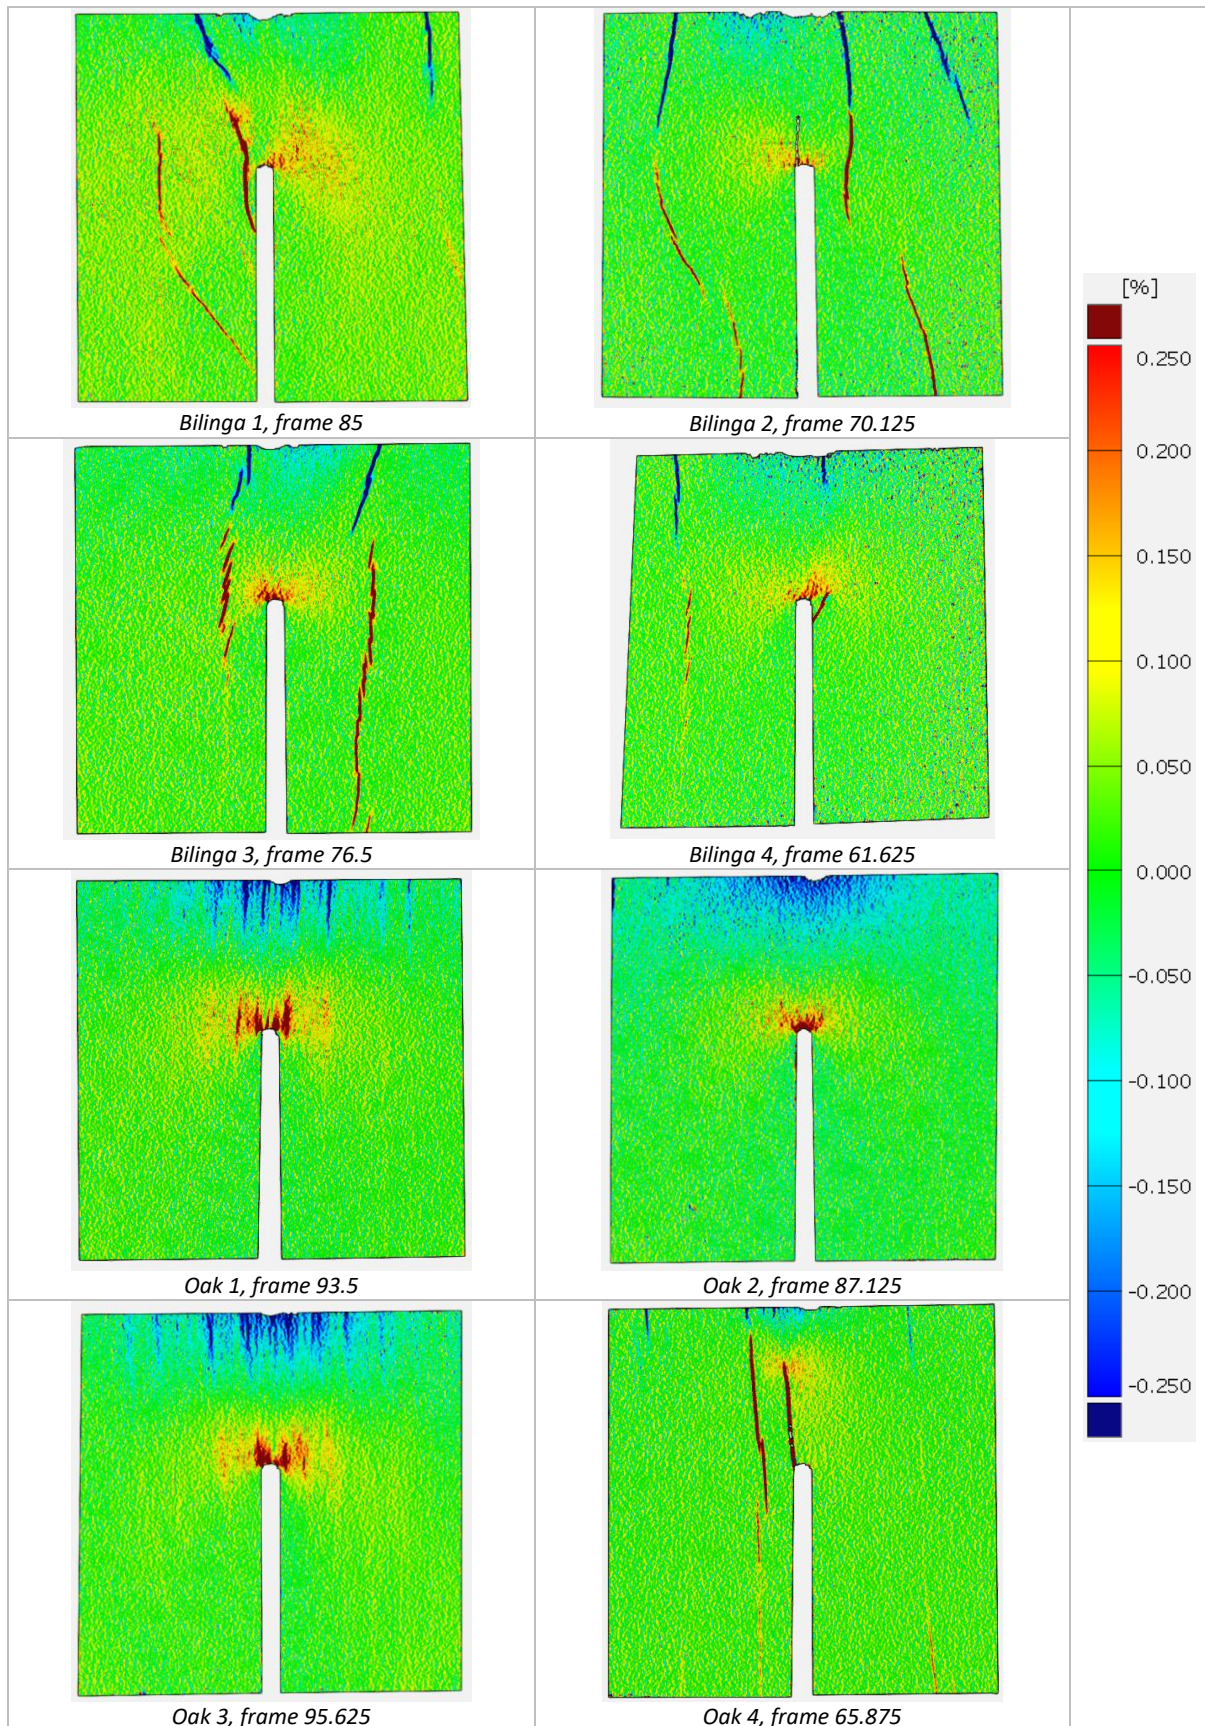 Bilinga 1, frame 85
Bilinga 2, frame 70.125
Bilinga 3, frame 76.5
Bilinga 4, frame 61.625
Oak 1, frame 93.5
Oak 2, frame 87.125
Oak 3, frame 95.625
Oak 4, frame 65.875
[%]
0.250
0.200
0.150
0.100
0.050
0.000
-0.050
-0.100
-0.150
-0.200
-0.250